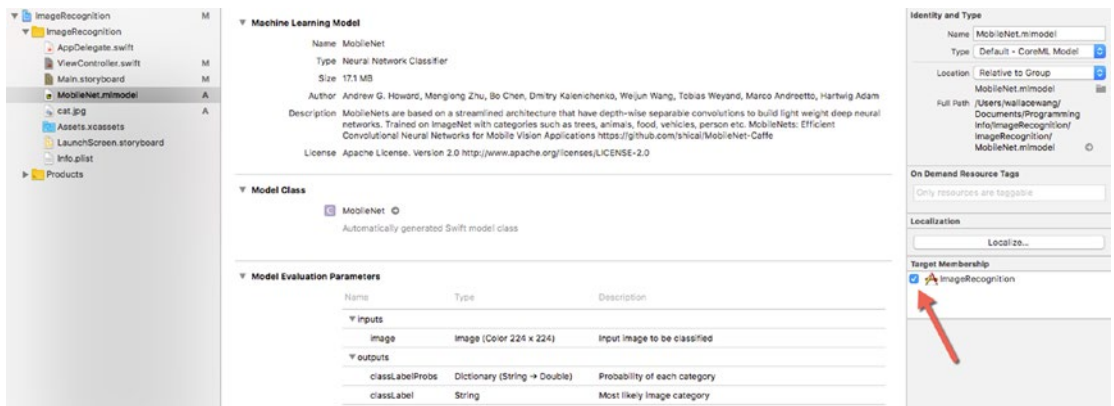 ImageRecognition M
ImageRecognition
AppDelegate.swift
ViewController.swift M
Main.storyboard M
MobileNet.mlmodel A
cat.jpg A
Assets.xcassets
LaunchScreen.storyboard
Info.plist
Products
Machine Learning Model
Name MobileNet
Type Neural Network Classifier
Size 17.1 MB
Author Andrew G. Howard, Menglong Zhu, Bo Chen, Dmitry Kalenichenko, Weijun Wang, Tobias Weyand, Marco Andreetto, Hartwig Adam
Description MobileNets are based on a streamlined architecture that have depth-wise separable convolutions to build light weight deep neural
networks. Trained on ImageNet with categories such as trees, animals, food, vehicles, person etc. MobileNets: Efficient
Convolutional Neural Networks for Mobile Vision Applications https://github.com/shicai/MobileNet-Caffe
License Apache License. Version 2.0 http://www.apache.org/licenses/LICENSE-2.0
Model Class
C MobileNet
Automatically generated Swift model class
Model Evaluation Parameters
Name Type Description
inputs
image Image (Color 224 x 224) Input image to be classified
outputs
classLabelProbs Dictionary (String → Double) Probability of each category
classLabel String Most likely image category
Identity and Type
Name MobileNet.mlmodel
Type Default - CoreML Model
Location Relative to Group
MobileNet.mlmodel
Full Path /Users/wallacewang/
Documents/Programming
Info/ImageRecognition/
ImageRecognition/
MobileNet.mlmodel
On Demand Resource Tags
Only resources are taggable
Localization
Localize...
Target Membership
ImageRecognition